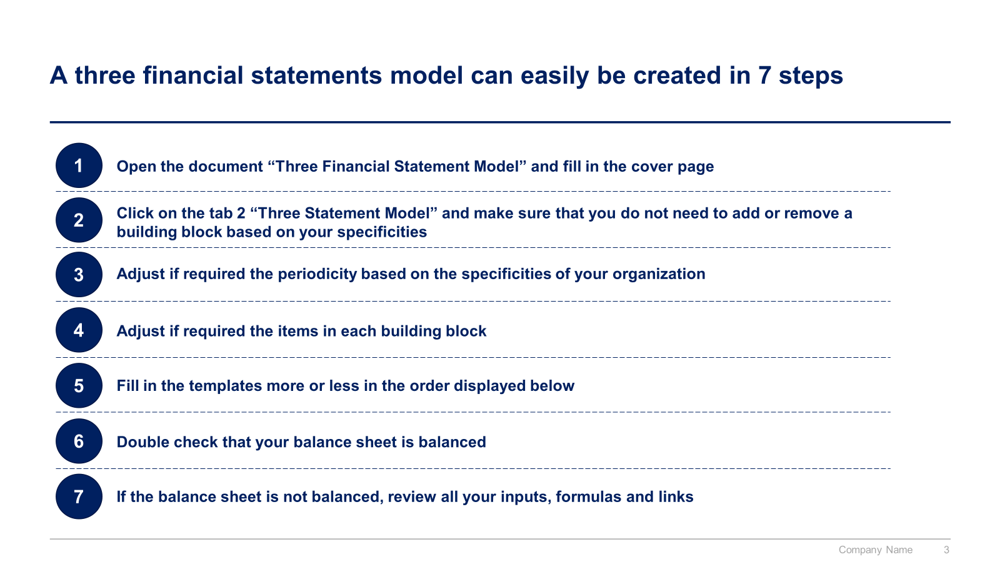 A three financial statements model can easily be created in 7 steps
1
Open the document “Three Financial Statement Model” and fill in the cover page
2
Click on the tab 2 “Three Statement Model” and make sure that you do not need to add or remove a
building block based on your specificities
3
Adjust if required the periodicity based on the specificities of your organization
4
Adjust if required the items in each building block
5
Fill in the templates more or less in the order displayed below
6
Double check that your balance sheet is balanced
7
If the balance sheet is not balanced, review all your inputs, formulas and links
Company Name 3